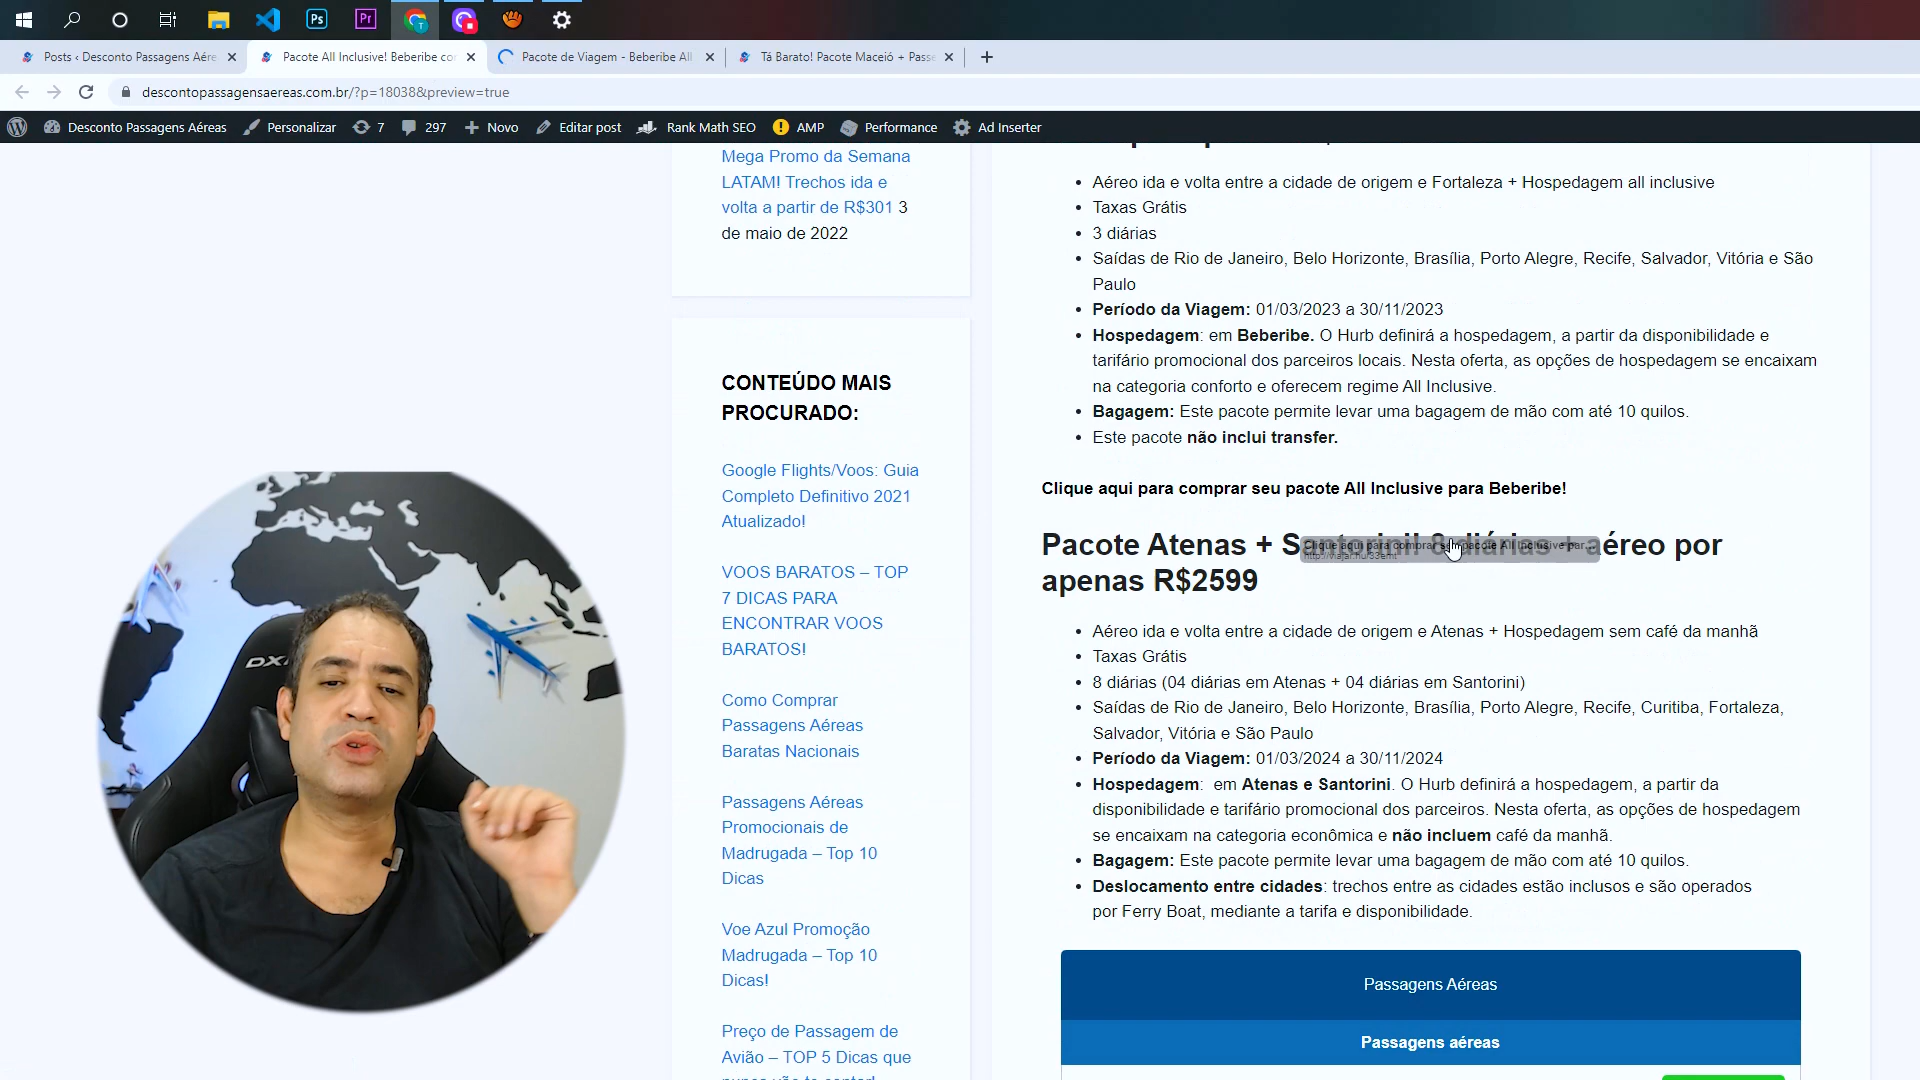 Ps
Pr
Posts ‹ Desconto Passagens Aére
Pacote All Inclusive! Beberibe cor
Pacote de Viagem - Beberibe All
Tá Barato! Pacote Maceió + Passe
descontopassagensaereas.com.br/?p=18038&preview=true
Desconto Passagens Aéreas
Personalizar
7
297
Novo
Editar post
Rank Math SEO
AMP
Performance
Ad Inserter
Mega Promo da Semana
LATAM! Trechos ida e
volta a partir de R$301 3
de maio de 2022
CONTEÚDO MAIS
PROCURADO:
Google Flights/Voos: Guia
Completo Definitivo 2021
Atualizado!
VOOS BARATOS – TOP
7 DICAS PARA
ENCONTRAR VOOS
BARATOS!
Como Comprar
Passagens Aéreas
Baratas Nacionais
Passagens Aéreas
Promocionais de
Madrugada – Top 10
Dicas
Voe Azul Promoção
Madrugada – Top 10
Dicas!
Preço de Passagem de
Avião – TOP 5 Dicas que
Aéreo ida e volta entre a cidade de origem e Fortaleza + Hospedagem all inclusive
Taxas Grátis
3 diárias
Saídas de Rio de Janeiro, Belo Horizonte, Brasília, Porto Alegre, Recife, Salvador, Vitória e São
Paulo
Período da Viagem: 01/03/2023 a 30/11/2023
Hospedagem: em Beberibe. O Hurb definirá a hospedagem, a partir da disponibilidade e
tarifário promocional dos parceiros locais. Nesta oferta, as opções de hospedagem se encaixam
na categoria conforto e oferecem regime All Inclusive.
Bagagem: Este pacote permite levar uma bagagem de mão com até 10 quilos.
Este pacote não inclui transfer.
Clique aqui para comprar seu pacote All Inclusive para Beberibe!
Pacote Atenas + Santorini! 8 diárias + aéreo por
apenas R$2599
Clique aqui para comprar seu pacote All Inclusive par...
Aéreo ida e volta entre a cidade de origem e Atenas + Hospedagem sem café da manhã
Taxas Grátis
8 diárias (04 diárias em Atenas + 04 diárias em Santorini)
Saídas de Rio de Janeiro, Belo Horizonte, Brasília, Porto Alegre, Recife, Curitiba, Fortaleza,
Salvador, Vitória e São Paulo
Período da Viagem: 01/03/2024 a 30/11/2024
Hospedagem: em Atenas e Santorini. O Hurb definirá a hospedagem, a partir da
disponibilidade e tarifário promocional dos parceiros. Nesta oferta, as opções de hospedagem
se encaixam na categoria econômica e não incluem café da manhã.
Bagagem: Este pacote permite levar uma bagagem de mão com até 10 quilos.
Deslocamento entre cidades: trechos entre as cidades estão inclusos e são operados
por Ferry Boat, mediante a tarifa e disponibilidade.
Passagens Aéreas
Passagens aéreas